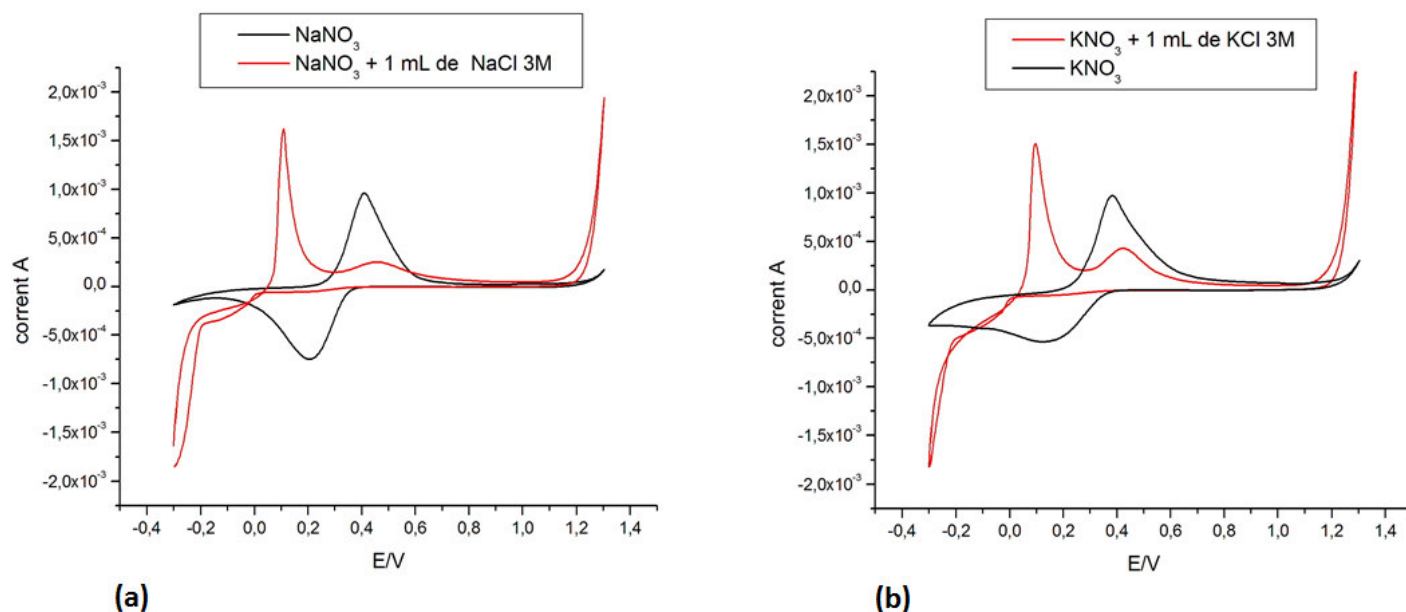 NaNO₃
NaNO₃ + 1 mL de NaCl 3M
2,0x10⁻³
1,5x10⁻³
1,0x10⁻³
5,0x10⁻⁴
0,0
-5,0x10⁻⁴
-1,0x10⁻³
-1,5x10⁻³
-2,0x10⁻³
corrent A
-0,4 -0,2 0,0 0,2 0,4 0,6 0,8 1,0 1,2 1,4
E/V
(a)
KNO₃ + 1 mL de KCl 3M
KNO₃
2,0x10⁻³
1,5x10⁻³
1,0x10⁻³
5,0x10⁻⁴
0,0
-5,0x10⁻⁴
-1,0x10⁻³
-1,5x10⁻³
-2,0x10⁻³
corrent A
-0,4 -0,2 0,0 0,2 0,4 0,6 0,8 1,0 1,2 1,4
E/V
(b)